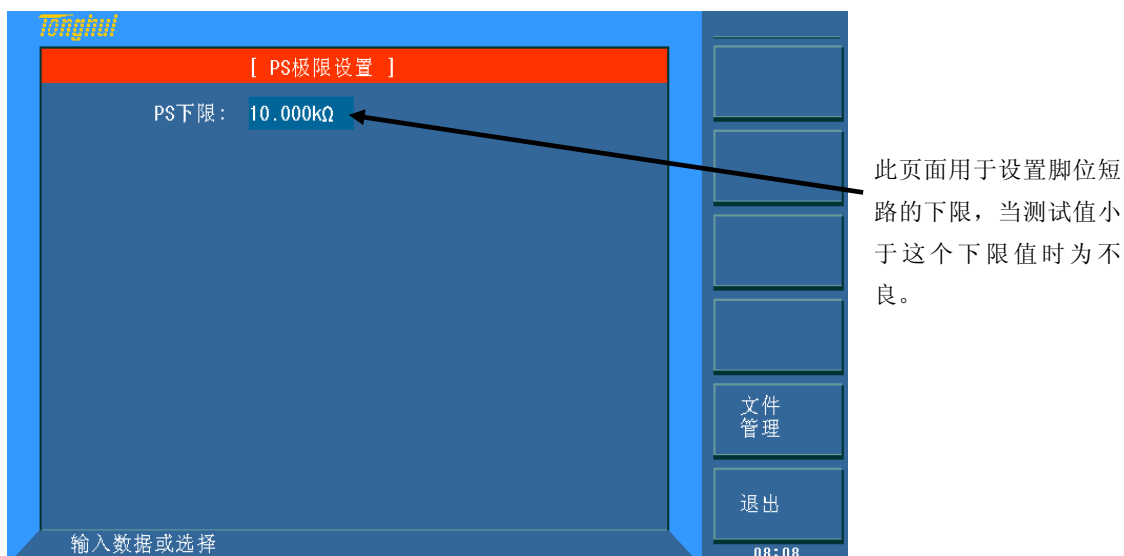 Tonghui
[ PS极限设置 ]
PS下限: 10.000kΩ
此页面用于设置脚位短
路的下限，当测试值小
于这个下限值时为不
良。
文件
管理
退出
输入数据或选择
08:08